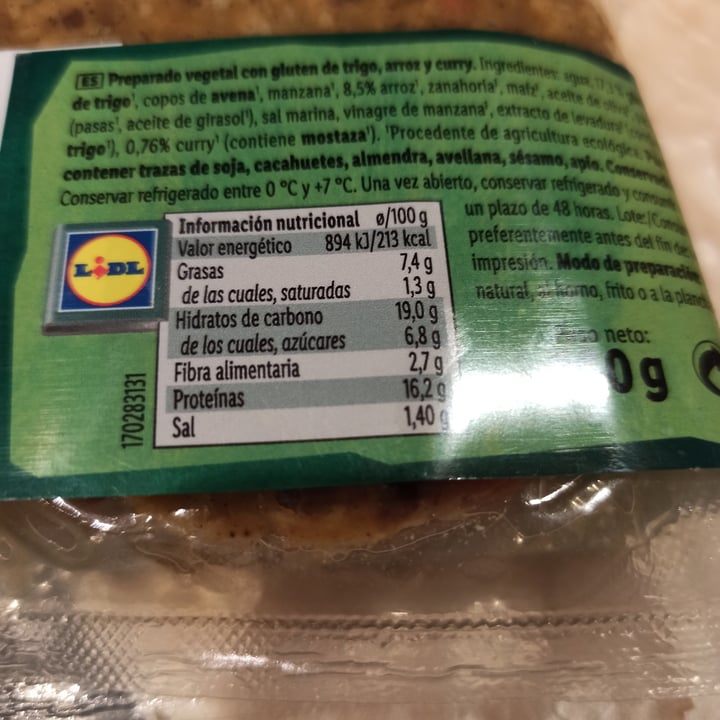 ES Preparado vegetal con gluten de trigo, arroz y curry. Ingredientes: agua, 17,3 %
de trigo¹, copos de avena¹, manzana¹, 8,5% arroz¹, zanahoria¹, maíz¹, aceite de oliva¹,
(pasas¹, aceite de girasol¹), sal marina, vinagre de manzana¹, extracto de levadura¹
trigo¹), 0,76% curry¹ (contiene mostaza¹). ¹Procedente de agricultura ecológica.
contener trazas de soja, cacahuetes, almendra, avellana, sésamo, apio.
Conservar refrigerado entre 0 °C y +7 °C. Una vez abierto, conservar refrigerado y
un plazo de 48 horas. Lote:
preferentemente antes del fin
impresión. Modo de preparación
natural, al horno, frito o a la
Peso neto:
0 g
LIDL
Información nutricional ø/100 g
Valor energético 894 kJ/213 kcal
Grasas 7,4 g
de las cuales, saturadas 1,3 g
Hidratos de carbono 19,0 g
de los cuales, azúcares 6,8 g
Fibra alimentaria 2,7 g
Proteínas 16,2 g
Sal 1,40 g
170283131